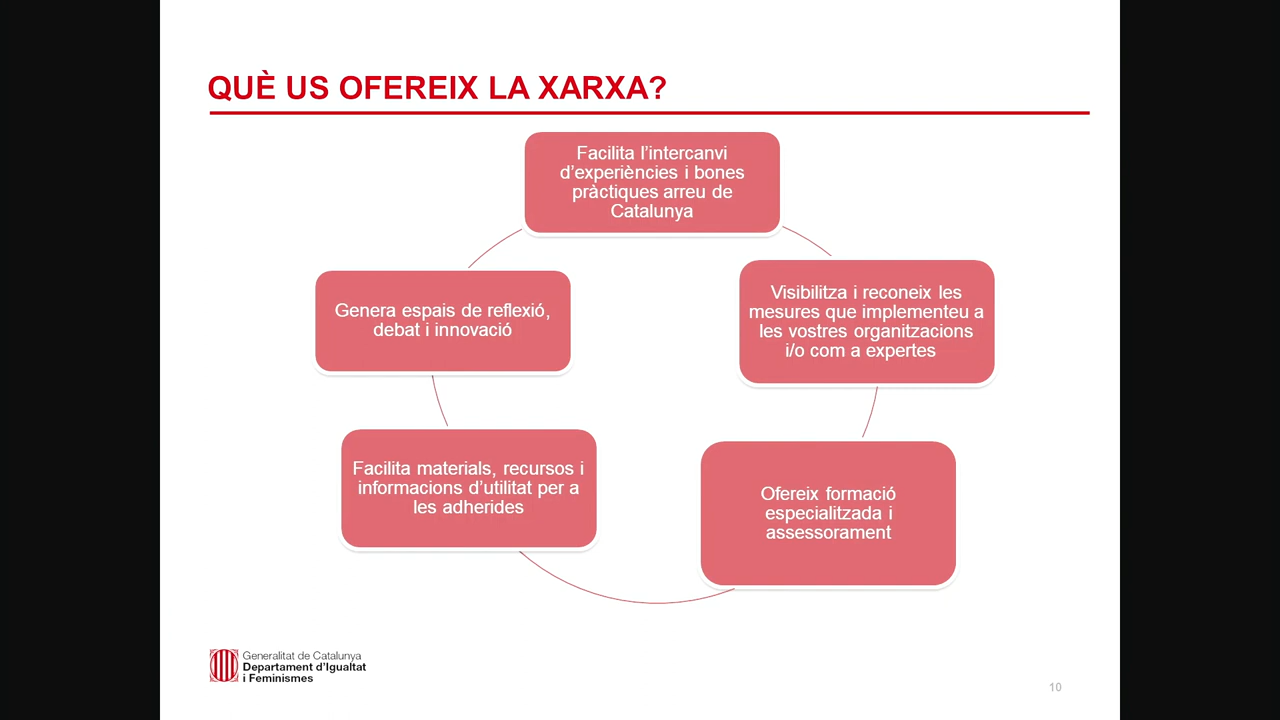 QUÈ US OFEREIX LA XARXA?
Facilita l’intercanvi
d’experiències i bones
pràctiques arreu de
Catalunya
Visibilitza i reconeix les
mesures que implementeu a
les vostres organitzacions
i/o com a expertes
Ofereix formació
especialitzada i
assessorament
Facilita materials, recursos i
informacions d’utilitat per a
les adherides
Genera espais de reflexió,
debat i innovació
Generalitat de Catalunya
Departament d’Igualtat
i Feminismes
10